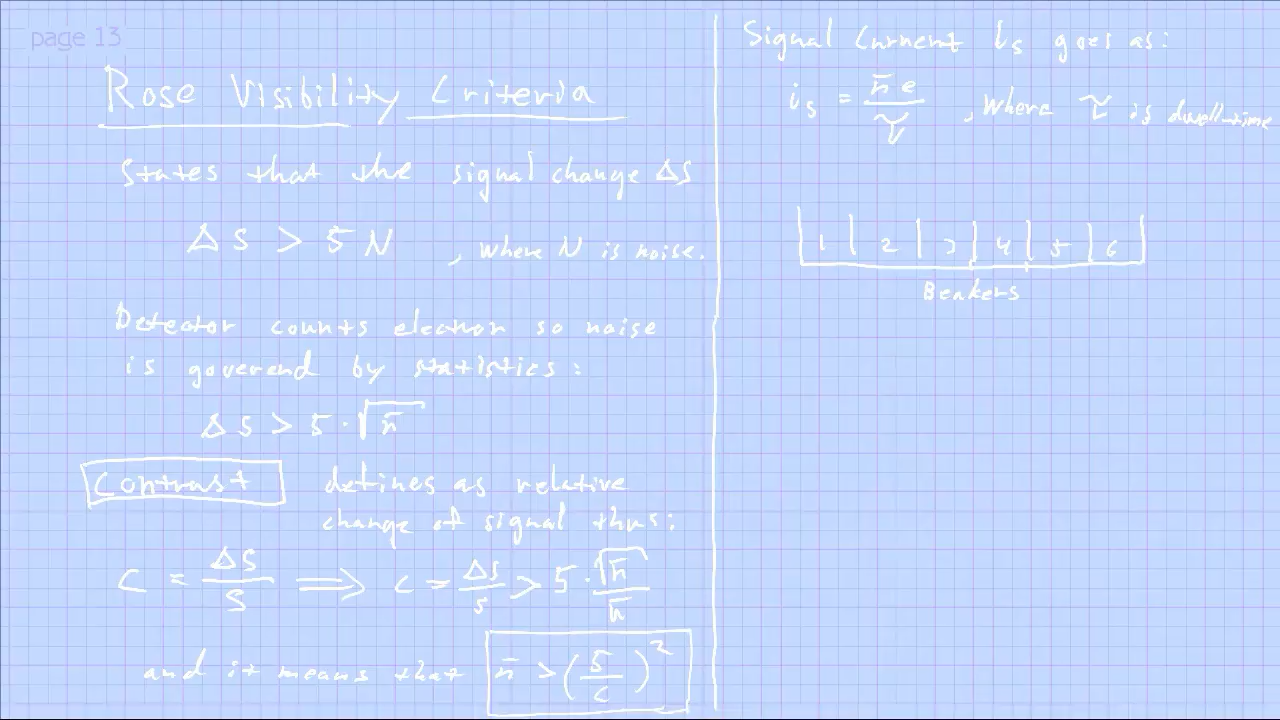 page 13
Rose Visibility Criteria
States that the signal change ΔS
ΔS > 5N , where N is noise.
Detector counts electron so noise
is goverend by statistics:
ΔS > 5·√n̄
Contrast defines as relative
change of signal thus:
C = ΔS/S ⟹ C = ΔS/S > 5·√n̄/n̄
and it means that n̄ > (5/C)²
Signal Current is goes as:
is = n̄e/τ , where τ is dwell-time
1 2 3 4 5 6
Beakers